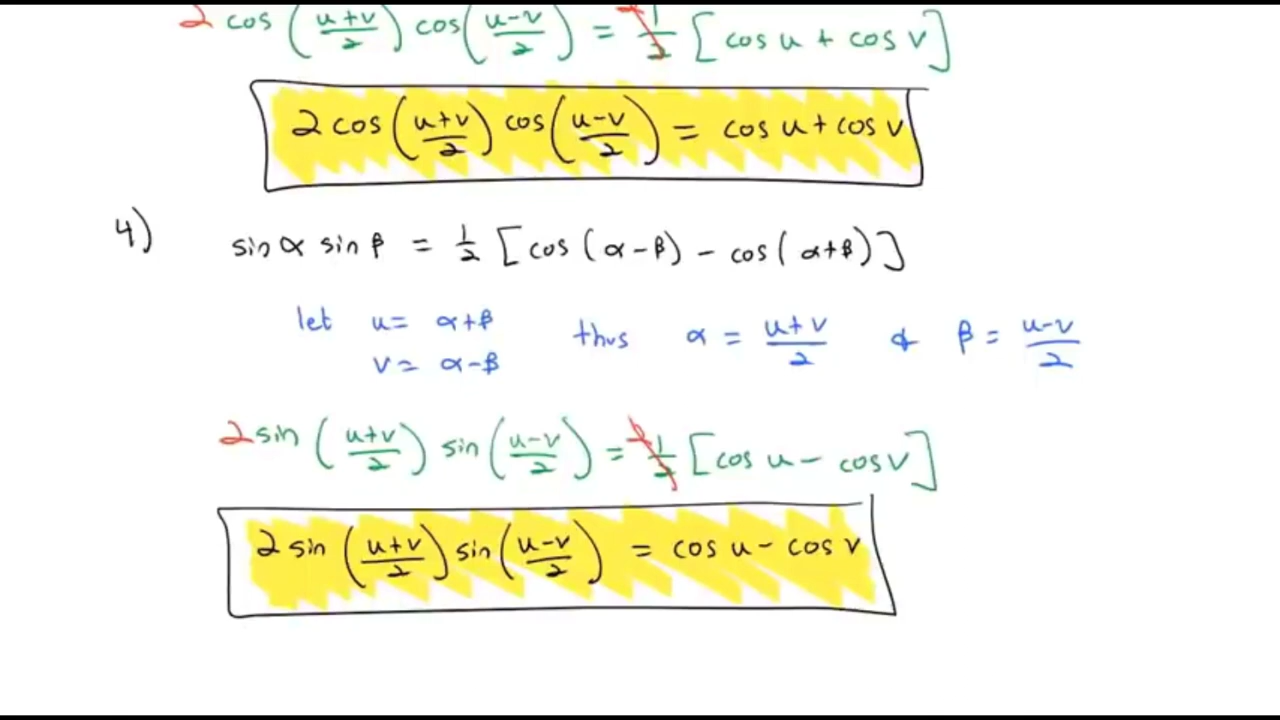 2 cos ( (u+v)/2 ) cos ( (u-v)/2 ) = 2 1/2 [ cos u + cos v ]
2 cos ( (u+v)/2 ) cos ( (u-v)/2 ) = cos u + cos v
4) sin α sin β = 1/2 [ cos ( α - β ) - cos ( α + β ) ]
let u = α + β thus α = (u+v)/2 & β = (u-v)/2
v = α - β
2 sin ( (u+v)/2 ) sin ( (u-v)/2 ) = 2 1/2 [ cos u - cos v ]
2 sin ( (u+v)/2 ) sin ( (u-v)/2 ) = cos u - cos v